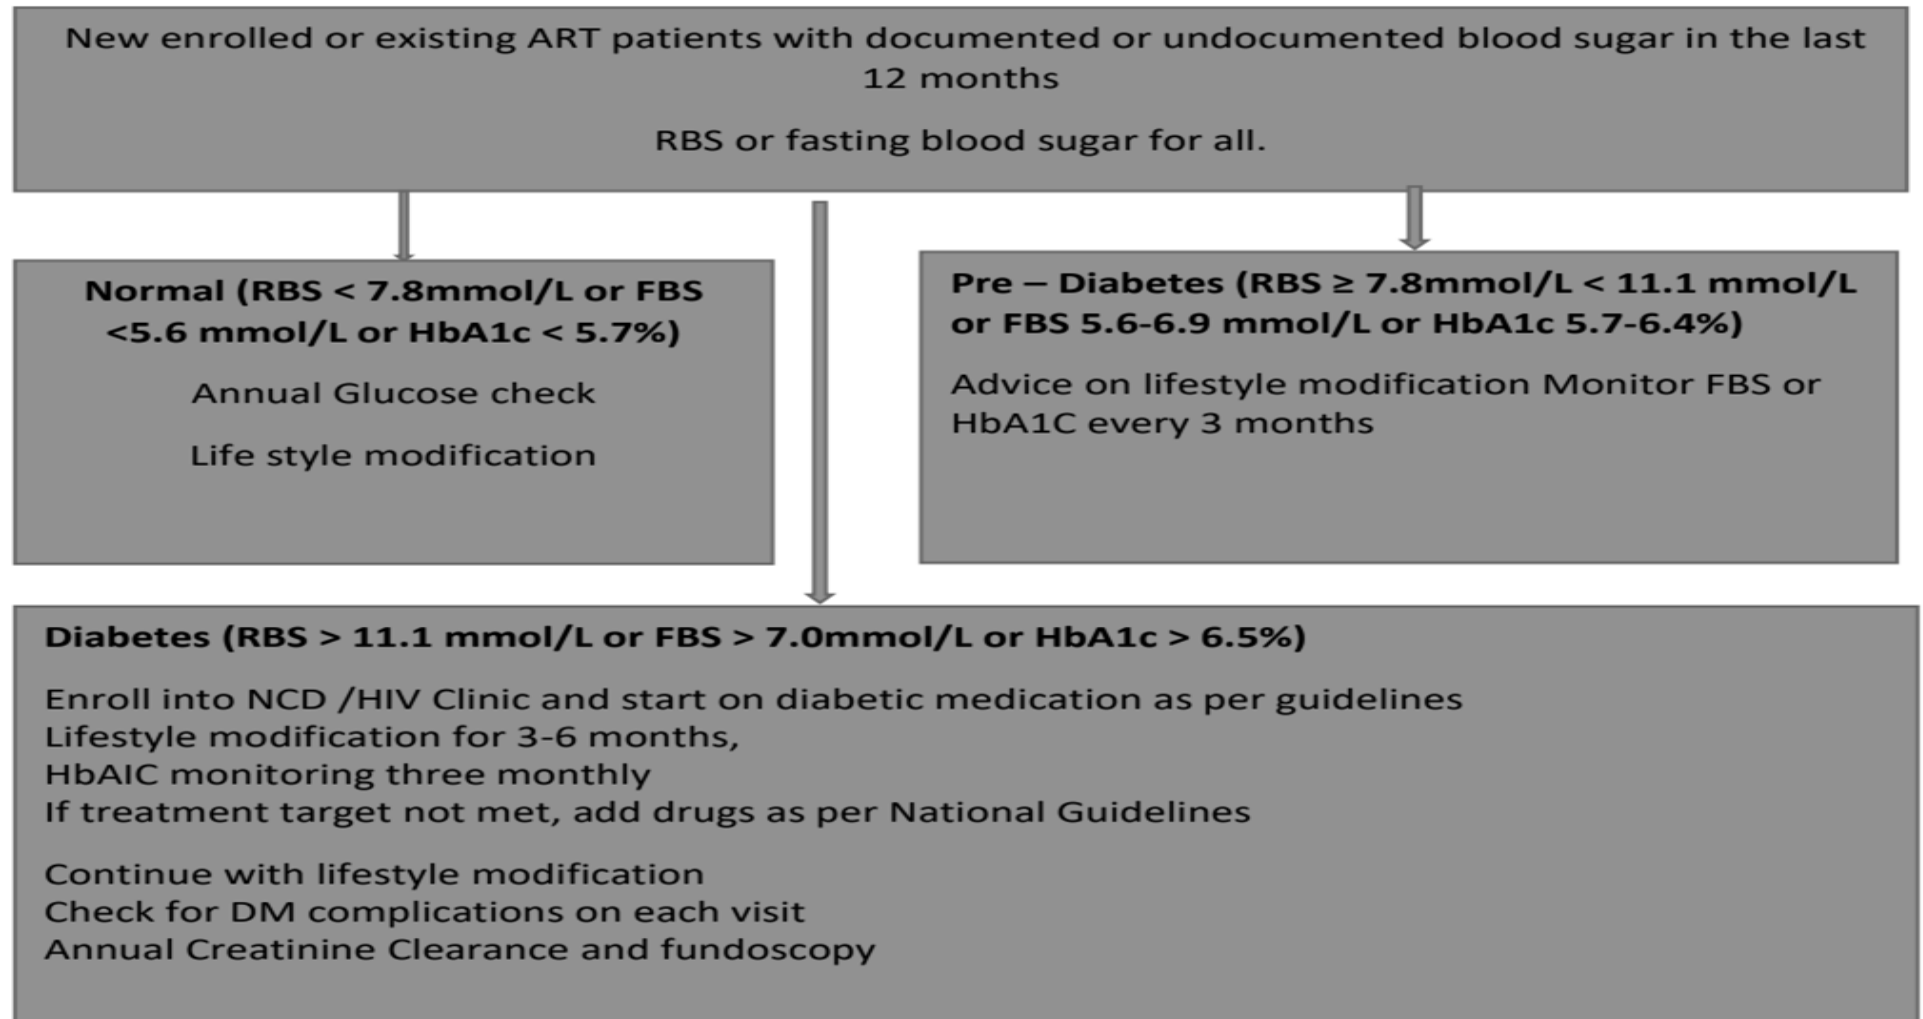 New enrolled or existing ART patients with documented or undocumented blood sugar in the last
12 months
RBS or fasting blood sugar for all.
Normal (RBS < 7.8mmol/L or FBS
<5.6 mmol/L or HbA1c < 5.7%)
Annual Glucose check
Life style modification
Pre – Diabetes (RBS ≥ 7.8mmol/L < 11.1 mmol/L
or FBS 5.6-6.9 mmol/L or HbA1c 5.7-6.4%)
Advice on lifestyle modification Monitor FBS or
HbA1C every 3 months
Diabetes (RBS > 11.1 mmol/L or FBS > 7.0mmol/L or HbA1c > 6.5%)
Enroll into NCD /HIV Clinic and start on diabetic medication as per guidelines
Lifestyle modification for 3-6 months,
HbAIC monitoring three monthly
If treatment target not met, add drugs as per National Guidelines
Continue with lifestyle modification
Check for DM complications on each visit
Annual Creatinine Clearance and fundoscopy